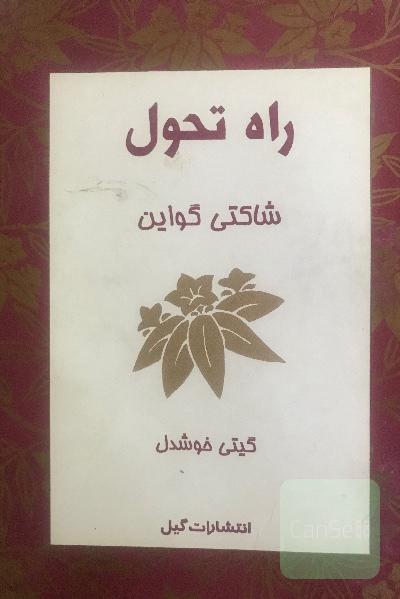 راه تحول
شاکتی گواین
گیتی خوشدل
انتشارات گیل